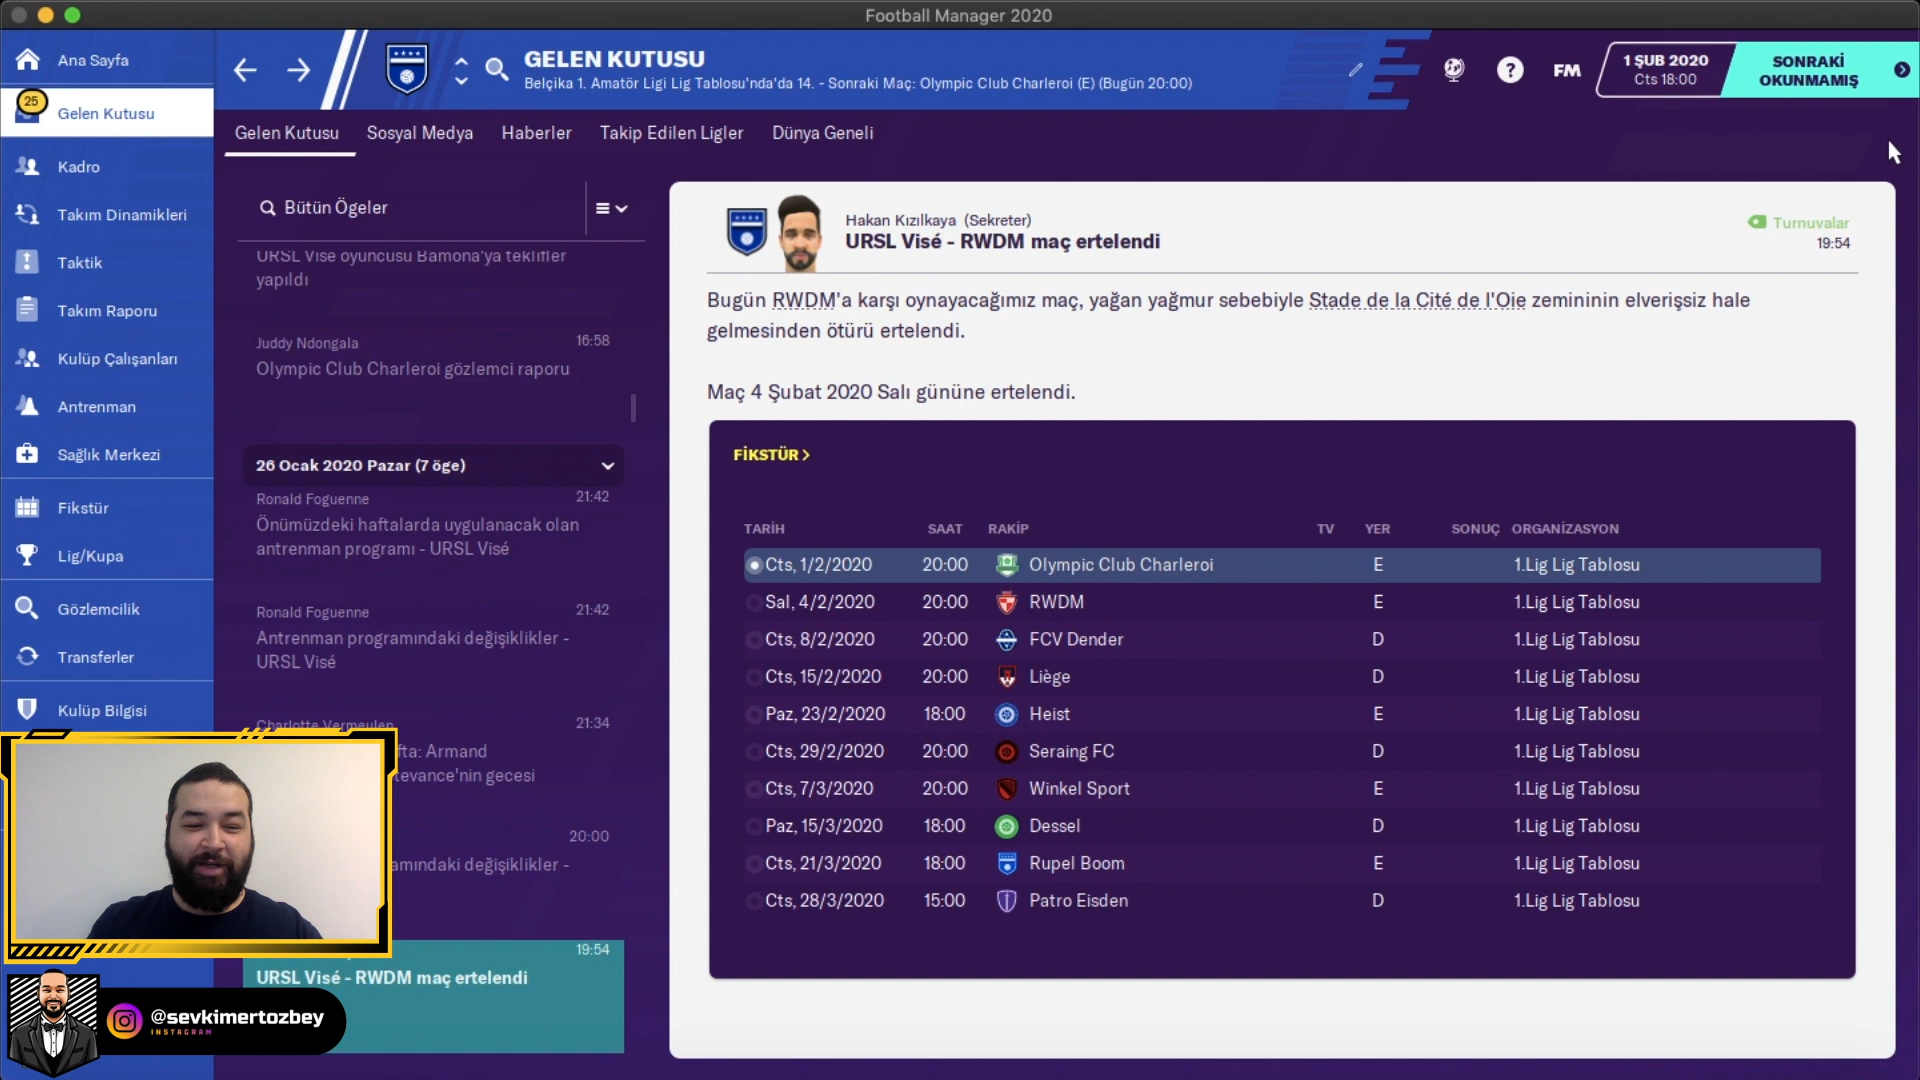 Football Manager 2020
Ana Sayfa
25
Gelen Kutusu
Kadro
Takım Dinamikleri
Taktik
Takım Raporu
Kulüp Çalışanları
Antrenman
Sağlık Merkezi
Fikstür
Lig/Kupa
Gözlemcilik
Transferler
Kulüp Bilgisi
GELEN KUTUSU
Belçika 1. Amatör Ligi Lig Tablosu'nda'da 14. - Sonraki Maç: Olympic Club Charleroi (E) (Bugün 20:00)
?
FM
1 ŞUB 2020
Cts 18:00
SONRAKİ
OKUNMAMIŞ
Gelen Kutusu Sosyal Medya Haberler Takip Edilen Ligler Dünya Geneli
Bütün Ögeler
URSL Visé oyuncusu Bamona'ya teklifler
yapıldı
Juddy Ndongala 16:58
Olympic Club Charleroi gözlemci raporu
26 Ocak 2020 Pazar (7 öge)
Ronald Foguenne 21:42
Önümüzdeki haftalarda uygulanacak olan
antrenman programı - URSL Visé
Ronald Foguenne 21:42
Antrenman programındaki değişiklikler -
URSL Visé
Charlotte Vermeulen 21:34
fta: Armand
tevance'nin gecesi
20:00
amındaki değişiklikler -
19:54
URSL Visé - RWDM maç ertelendi
Hakan Kızılkaya (Sekreter)
URSL Visé - RWDM maç ertelendi
Turnuvalar
19:54
Bugün RWDM'a karşı oynayacağımız maç, yağan yağmur sebebiyle Stade de la Cité de l'Oie zemininin elverişsiz hale
gelmesinden ötürü ertelendi.
Maç 4 Şubat 2020 Salı gününe ertelendi.
FİKSTÜR >
TARİH SAAT RAKİP TV YER SONUÇ ORGANİZASYON
Cts, 1/2/2020 20:00 Olympic Club Charleroi E 1.Lig Lig Tablosu
Sal, 4/2/2020 20:00 RWDM E 1.Lig Lig Tablosu
Cts, 8/2/2020 20:00 FCV Dender D 1.Lig Lig Tablosu
Cts, 15/2/2020 20:00 Liège D 1.Lig Lig Tablosu
Paz, 23/2/2020 18:00 Heist E 1.Lig Lig Tablosu
Cts, 29/2/2020 20:00 Seraing FC D 1.Lig Lig Tablosu
Cts, 7/3/2020 20:00 Winkel Sport E 1.Lig Lig Tablosu
Paz, 15/3/2020 18:00 Dessel D 1.Lig Lig Tablosu
Cts, 21/3/2020 18:00 Rupel Boom E 1.Lig Lig Tablosu
Cts, 28/3/2020 15:00 Patro Eisden D 1.Lig Lig Tablosu
@sevkimertozbey
INSTAGRAM